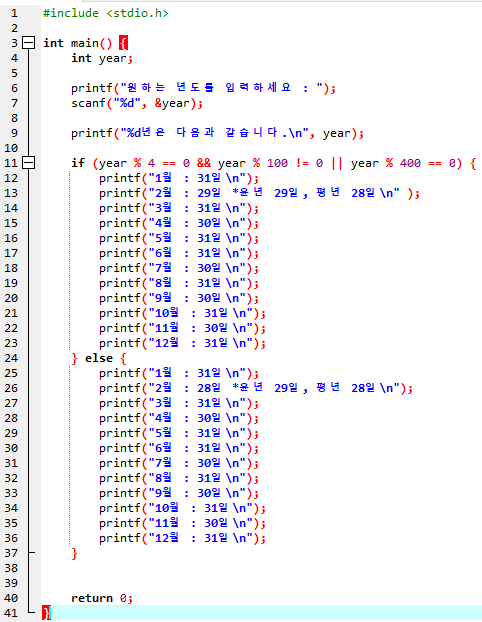 1 #include <stdio.h>
2
3 int main() {
4     int year;
5
6     printf("원하는 년도를 입력하세요 : ");
7     scanf("%d", &year);
8
9     printf("%d년은 다음과 같습니다.\n", year);
10
11     if (year % 4 == 0 && year % 100 != 0 || year % 400 == 0) {
12         printf("1월 : 31일\n");
13         printf("2월 : 29일 *윤년 29일, 평년 28일\n" );
14         printf("3월 : 31일\n");
15         printf("4월 : 30일\n");
16         printf("5월 : 31일\n");
17         printf("6월 : 31일\n");
18         printf("7월 : 30일\n");
19         printf("8월 : 31일\n");
20         printf("9월 : 30일\n");
21         printf("10월 : 31일\n");
22         printf("11월 : 30일\n");
23         printf("12월 : 31일\n");
24     } else {
25         printf("1월 : 31일\n");
26         printf("2월 : 28일 *윤년 29일, 평년 28일\n");
27         printf("3월 : 31일\n");
28         printf("4월 : 30일\n");
29         printf("5월 : 31일\n");
30         printf("6월 : 31일\n");
31         printf("7월 : 30일\n");
32         printf("8월 : 31일\n");
33         printf("9월 : 30일\n");
34         printf("10월 : 31일\n");
35         printf("11월 : 30일\n");
36         printf("12월 : 31일\n");
37     }
38
39
40     return 0;
41 }